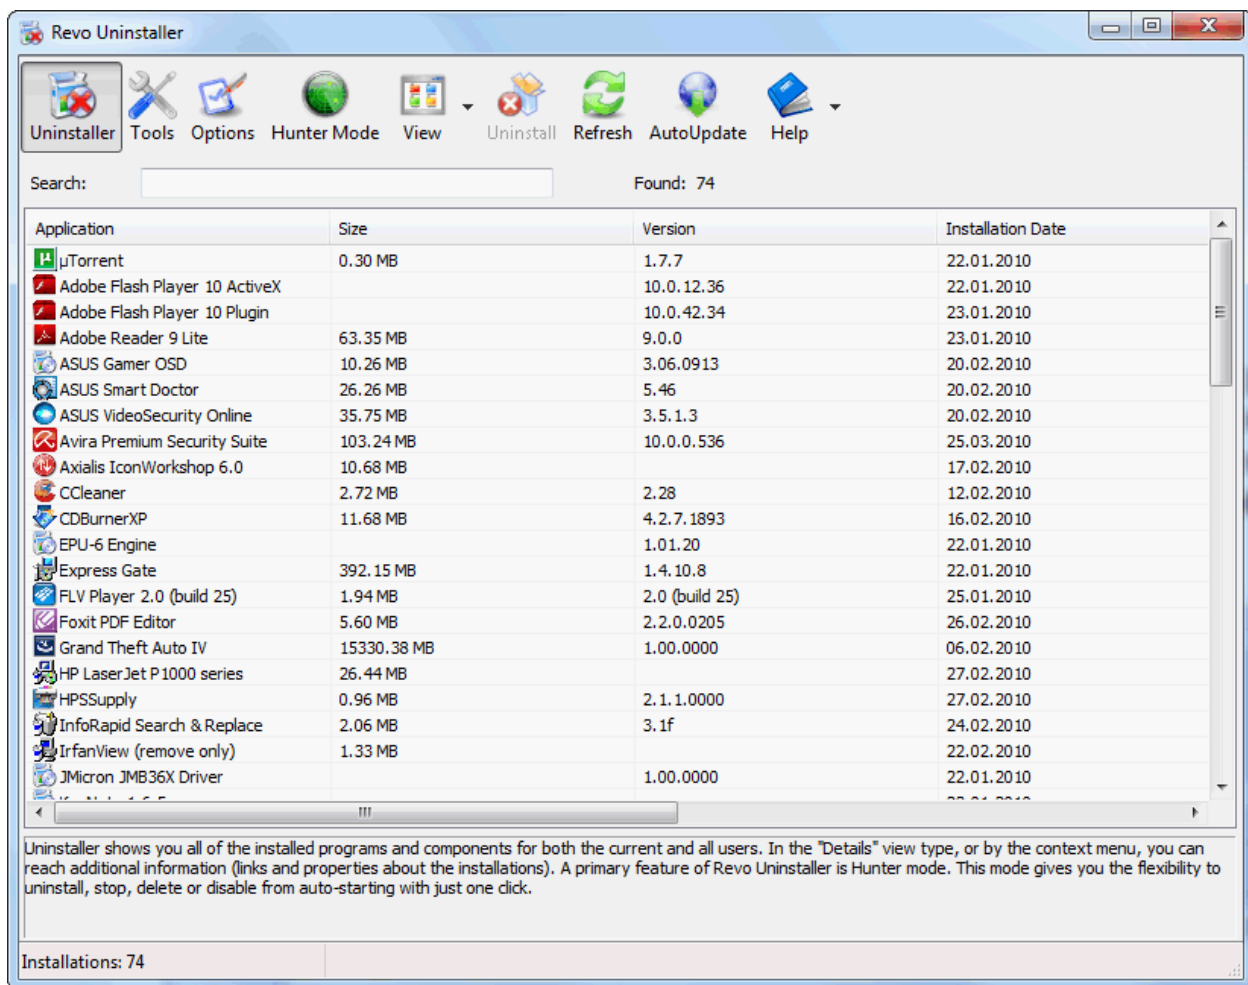 Revo Uninstaller
Uninstaller Tools Options Hunter Mode View Uninstall Refresh AutoUpdate Help
Search: Found: 74
Application Size Version Installation Date
µTorrent 0.30 MB 1.7.7 22.01.2010
Adobe Flash Player 10 ActiveX 10.0.12.36 22.01.2010
Adobe Flash Player 10 Plugin 10.0.42.34 23.01.2010
Adobe Reader 9 Lite 63.35 MB 9.0.0 23.01.2010
ASUS Gamer OSD 10.26 MB 3.06.0913 20.02.2010
ASUS Smart Doctor 26.26 MB 5.46 20.02.2010
ASUS VideoSecurity Online 35.75 MB 3.5.1.3 20.02.2010
Avira Premium Security Suite 103.24 MB 10.0.0.536 25.03.2010
Axialis IconWorkshop 6.0 10.68 MB 17.02.2010
CCleaner 2.72 MB 2.28 12.02.2010
CDBurnerXP 11.68 MB 4.2.7.1893 16.02.2010
EPU-6 Engine 1.01.20 22.01.2010
Express Gate 392.15 MB 1.4.10.8 22.01.2010
FLV Player 2.0 (build 25) 1.94 MB 2.0 (build 25) 25.01.2010
Foxit PDF Editor 5.60 MB 2.2.0.0205 26.02.2010
Grand Theft Auto IV 15330.38 MB 1.00.0000 06.02.2010
HP LaserJet P1000 series 26.44 MB 27.02.2010
HPSSupply 0.96 MB 2.1.1.0000 27.02.2010
InfoRapid Search & Replace 2.06 MB 3.1f 24.02.2010
IrfanView (remove only) 1.33 MB 22.02.2010
JMicron JMB36X Driver 1.00.0000 22.01.2010
Uninstaller shows you all of the installed programs and components for both the current and all users. In the "Details" view type, or by the context menu, you can
reach additional information (links and properties about the installations). A primary feature of Revo Uninstaller is Hunter mode. This mode gives you the flexibility to
uninstall, stop, delete or disable from auto-starting with just one click.
Installations: 74